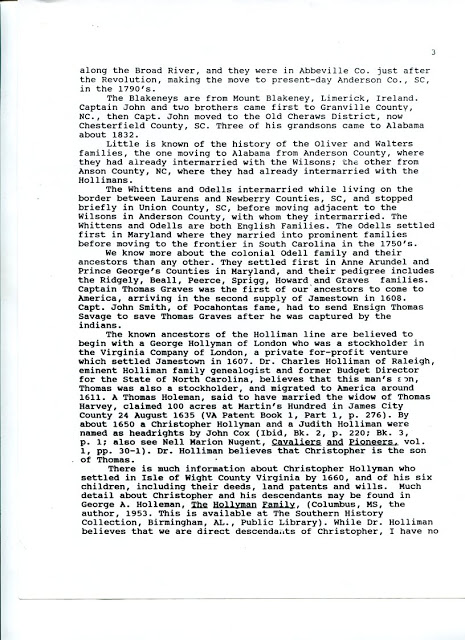 3
along the Broad River, and they were in Abbeville Co. just after
the Revolution, making the move to present-day Anderson Co., SC,
in the 1790's.
The Blakeneys are from Mount Blakeney, Limerick, Ireland.
Captain John and two brothers came first to Granville County,
NC., then Capt. John moved to the Old Cheraws District, now
Chesterfield County, SC. Three of his grandsons came to Alabama
about 1832.
Little is known of the history of the Oliver and Walters
families, the one moving to Alabama from Anderson County, where
they had already intermarried with the Wilsons; the other from
Anson County, NC, where they had already intermarried with the
Hollimans.
The Whittens and Odells intermarried while living on the
border between Laurens and Newberry Counties, SC, and stopped
briefly in Union County, SC, before moving adjacent to the
Wilsons in Anderson County, with whom they intermarried. The
Whittens and Odells are both English Families. The Odells settled
first in Maryland where they married into prominent families
before moving to the frontier in South Carolina in the 1750's.
We know more about the colonial Odell family and their
ancestors than any other. They settled first in Anne Arundel and
Prince George's Counties in Maryland, and their pedigree includes
the Ridgely, Beall, Peerce, Sprigg, Howard and Graves families.
Captain Thomas Graves was the first of our ancestors to come to
America, arriving in the second supply of Jamestown in 1608.
Capt. John Smith, of Pocahontas fame, had to send Ensign Thomas
Savage to save Thomas Graves after he was captured by the
indians.
The known ancestors of the Holliman line are believed to
begin with a George Hollyman of London who was a stockholder in
the Virginia Company of London, a private for-profit venture
which settled Jamestown in 1607. Dr. Charles Holliman of Raleigh,
eminent Holliman family genealogist and former Budget Director
for the State of North Carolina, believes that this man's son,
Thomas was also a stockholder, and migrated to America around
1611. A Thomas Holeman, said to have married the widow of Thomas
Harvey, claimed 100 acres at Martin's Hundred in James City
County 24 August 1635 (VA Patent Book 1, Part 1, p. 276). By
about 1650 a Christopher Hollyman and a Judith Holliman were
named as headrights by John Cox (Ibid, Bk. 2, p. 220; Bk. 3,
p. 1; also see Nell Marion Nugent, Cavaliers and Pioneers, vol.
1, pp. 30-1). Dr. Holliman believes that Christopher is the son
of Thomas.
There is much information about Christopher Hollyman who
settled in Isle of Wight County Virginia by 1660, and of his six
children, including their deeds, land patents and wills. Much
detail about Christopher and his descendants may be found in
George A. Holleman, The Hollyman Family, (Columbus, MS, the
author, 1953. This is available at The Southern History
Collection, Birmingham, AL., Public Library). While Dr. Holliman
believes that we are direct descendants of Christopher, I have no